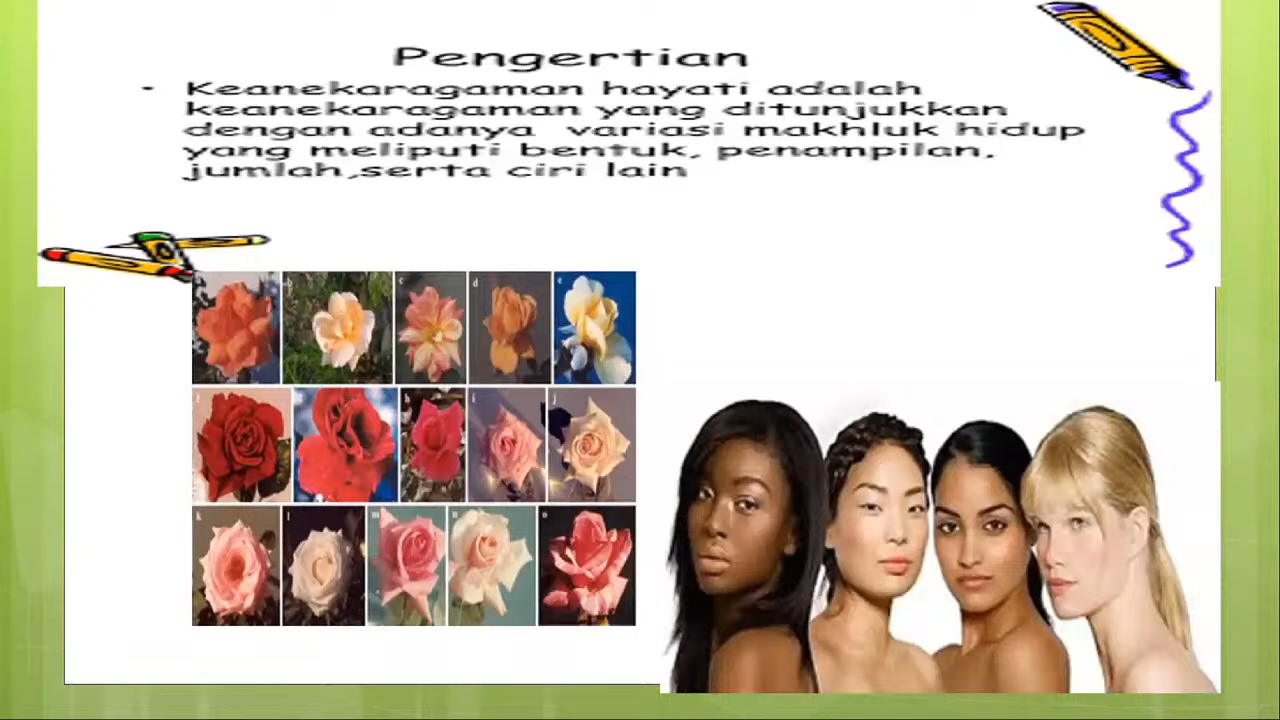 Pengertian
• Keanekaragaman hayati adalah
keanekaragaman yang ditunjukkan
dengan adanya variasi makhluk hidup
yang meliputi bentuk, penampilan,
jumlah,serta ciri lain
b c d e
f h i j
k l m n o